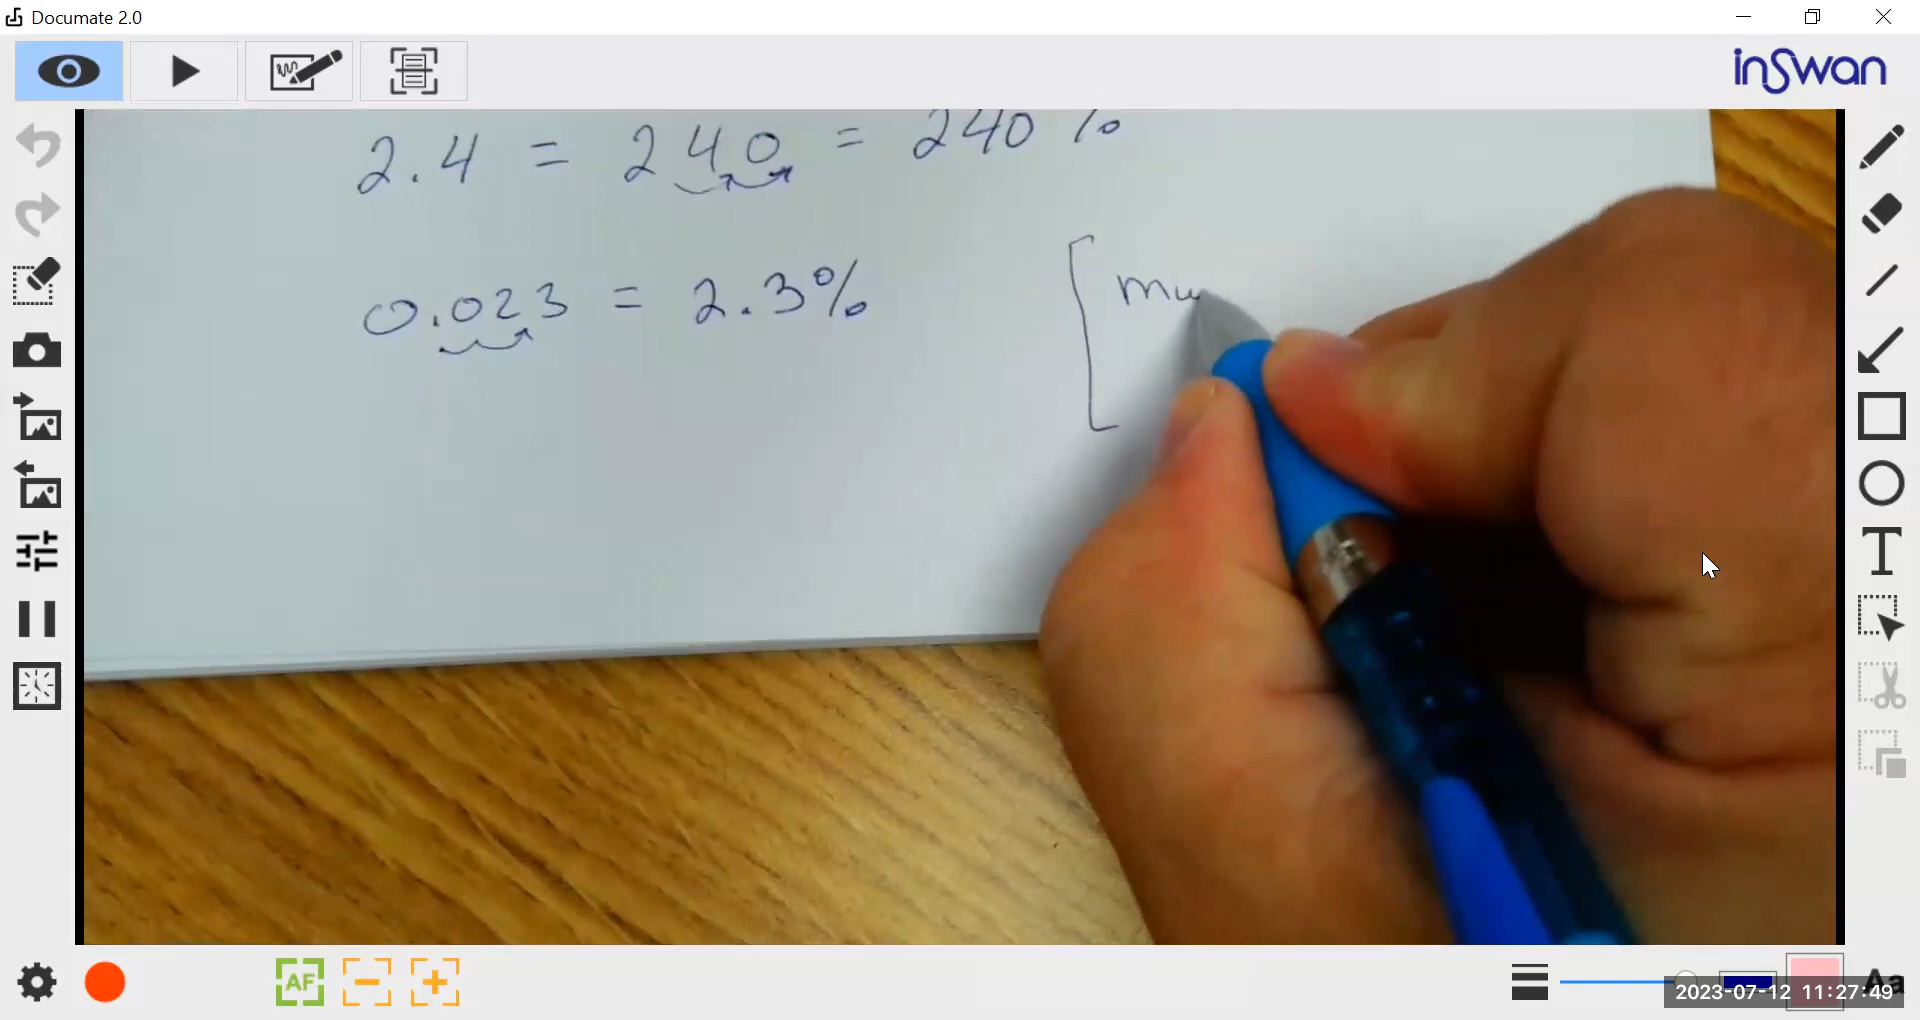 Documate 2.0
inSwan
2.4 = 240 = 240 %
0.023 = 2.3%
[ mu
T
AF
Aa
2023-07-12 11:27:49